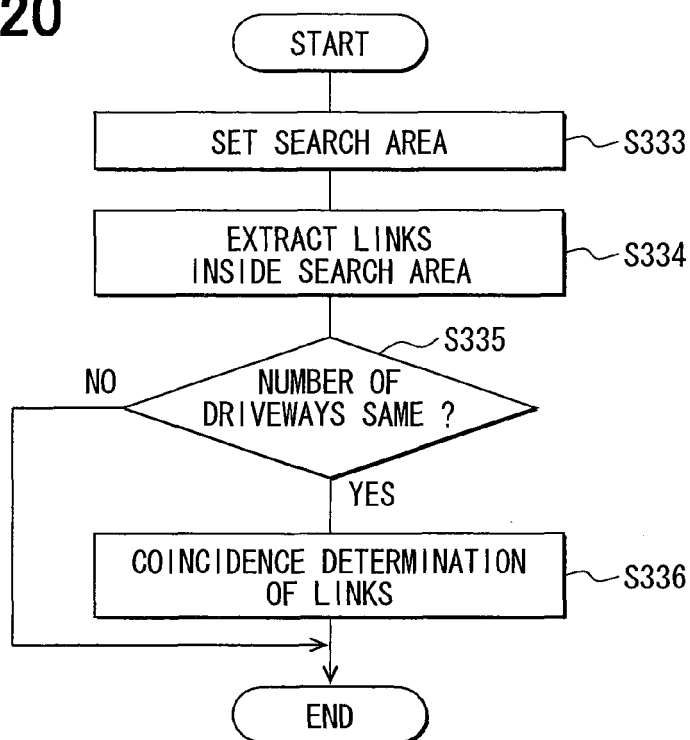 20
START
SET SEARCH AREA
S333
EXTRACT LINKS
INSIDE SEARCH AREA
S334
S335
NO
NUMBER OF
DRIVEWAYS SAME ?
YES
COINCIDENCE DETERMINATION
OF LINKS
S336
END